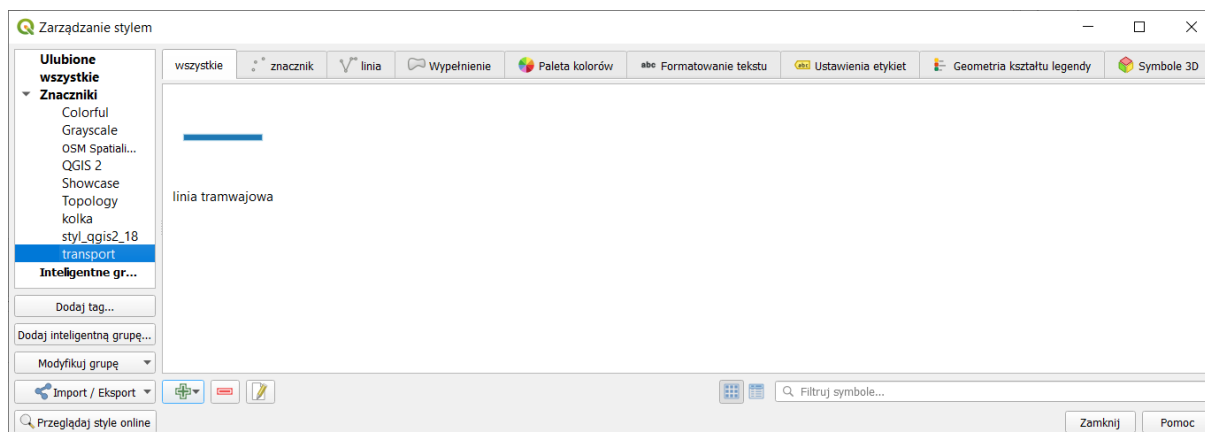 Zarządzanie stylem
Ulubione
wszystkie
Znaczniki
Colorful
Grayscale
OSM Spatiali...
QGIS 2
Showcase
Topology
kolka
styl_qgis2_18
transport
Inteligentne gr...
Dodaj tag...
Dodaj inteligentną grupę...
Modyfikuj grupę
Import / Eksport
Przeglądaj style online
wszystkie
znacznik
linia
Wypełnienie
Paleta kolorów
abc Formatowanie tekstu
abc Ustawienia etykiet
Geometria kształtu legendy
Symbole 3D
linia tramwajowa
Filtruj symbole...
Zamknij
Pomoc